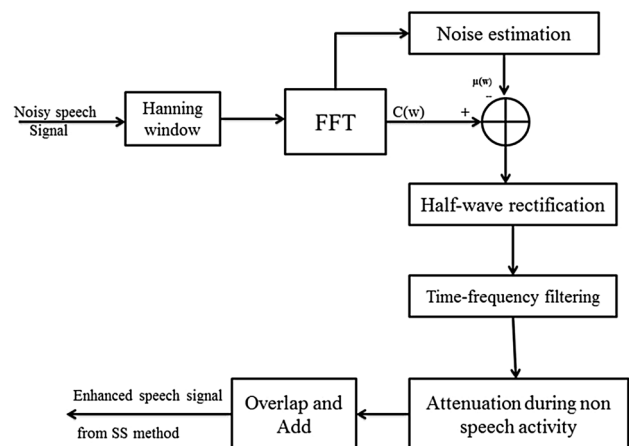 Noise estimation
μ(w)
-
Noisy speech
Signal
Hanning
window
FFT
C(w)
+
Half-wave rectification
Time-frequency filtering
Attenuation during non
speech activity
Overlap and
Add
Enhanced speech signal
from SS method